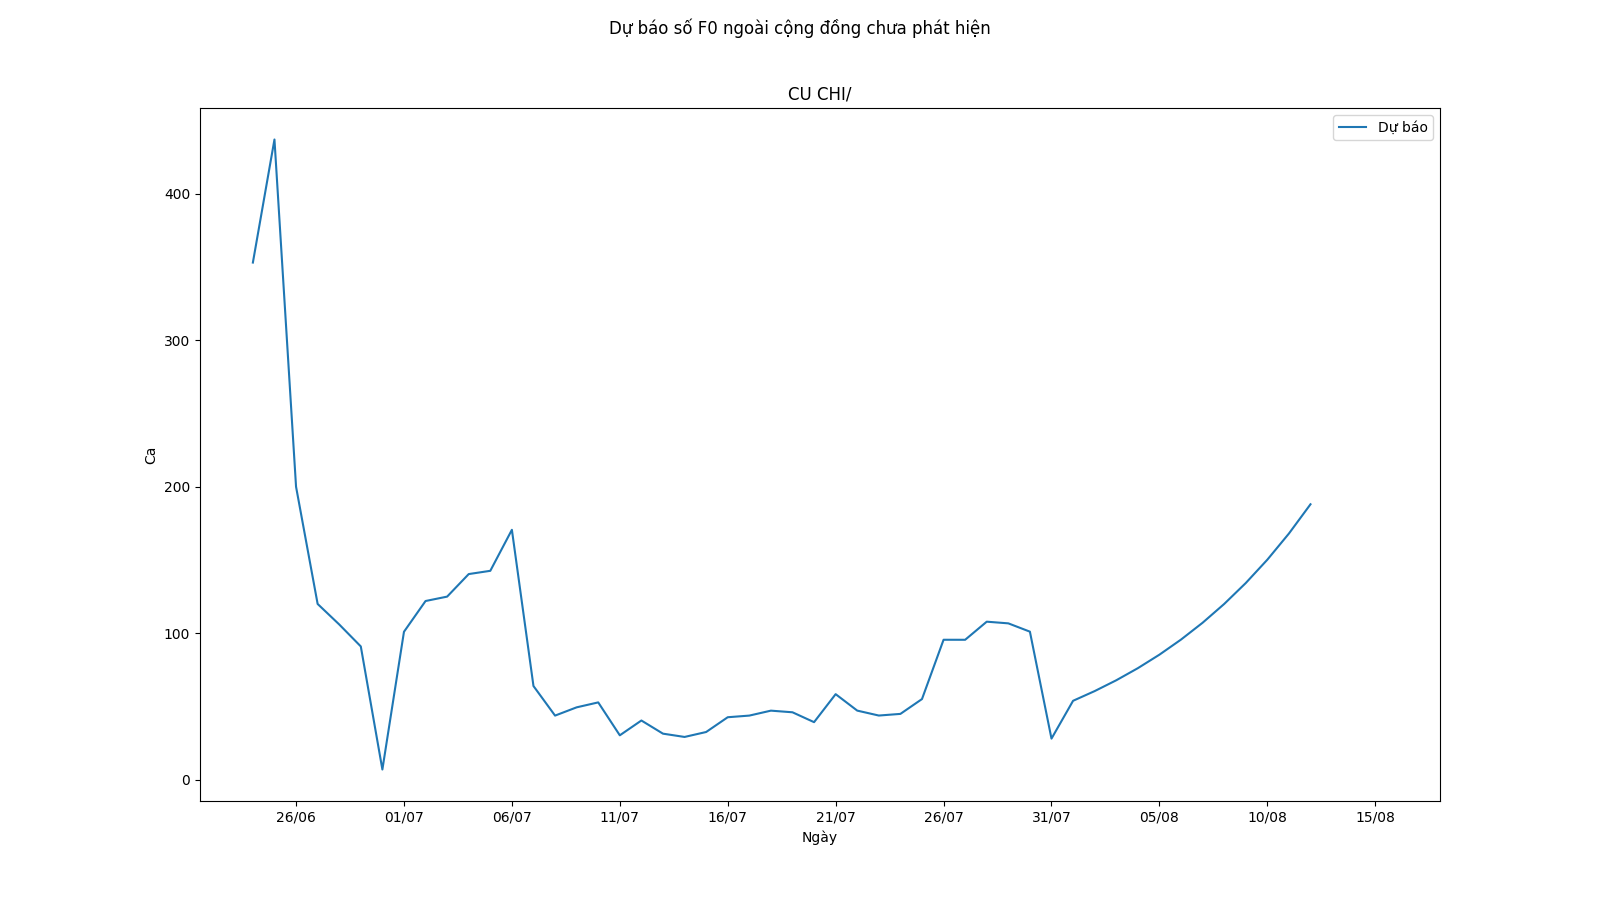 Dự báo số F0 ngoài cộng đồng chưa phát hiện
CU CHI/
Dự báo
400
300
200
100
0
Ca
26/06 01/07 06/07 11/07 16/07 21/07 26/07 31/07 05/08 10/08 15/08
Ngày